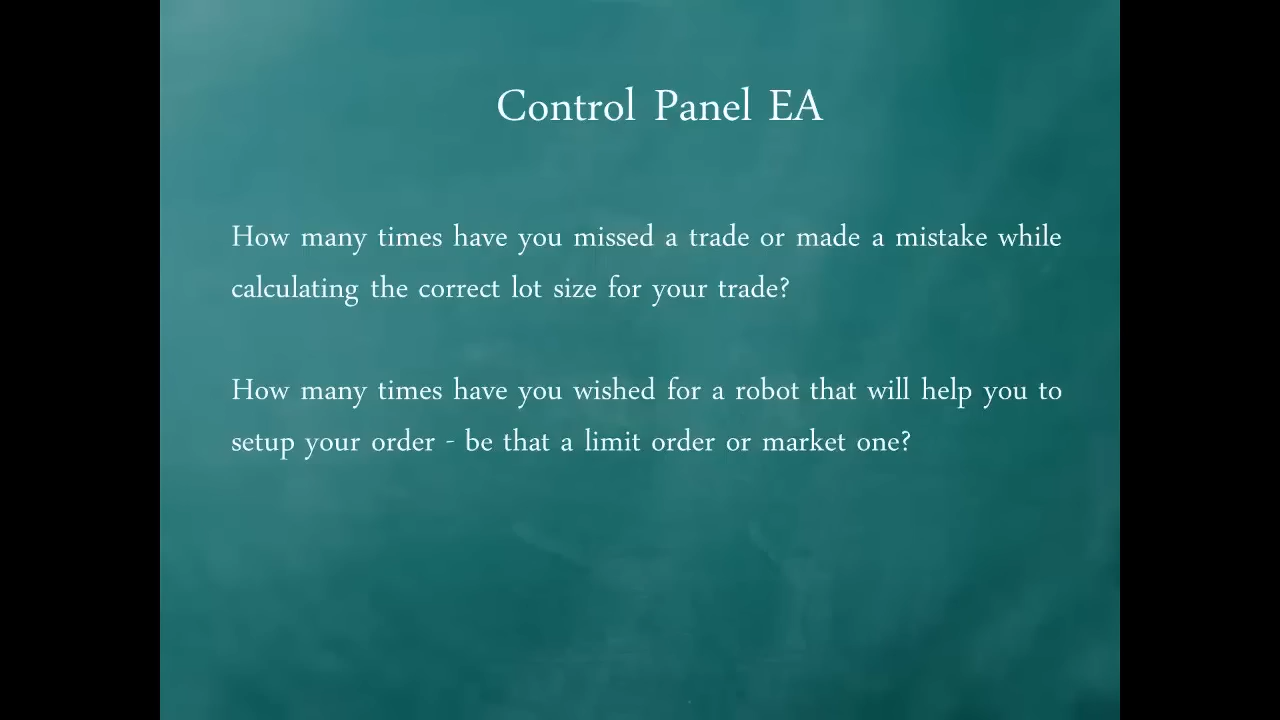 Control Panel EA
How many times have you missed a trade or made a mistake while
calculating the correct lot size for your trade?
How many times have you wished for a robot that will help you to
setup your order - be that a limit order or market one?